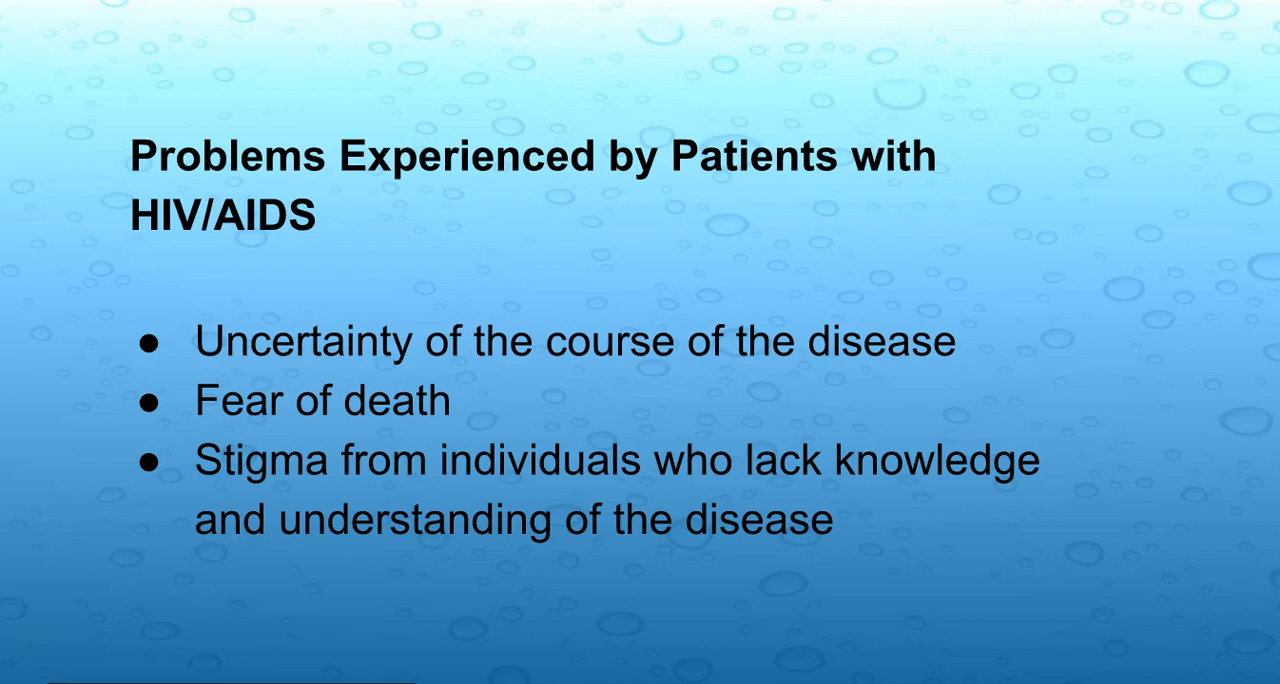 Problems Experienced by Patients with
HIV/AIDS
● Uncertainty of the course of the disease
● Fear of death
● Stigma from individuals who lack knowledge
and understanding of the disease